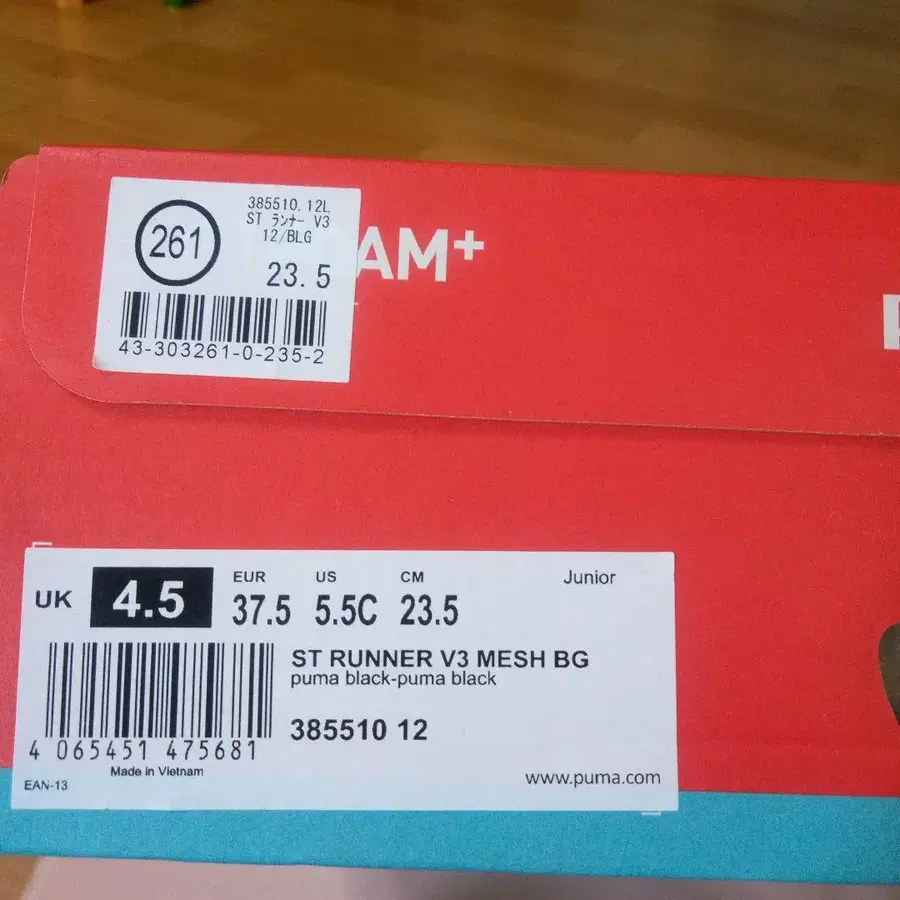 385510.12L
ST ランナー V3
12/BLG
261
23.5
43-303261-0-235-2
AM+
UK 4.5
EUR US CM
37.5 5.5C 23.5
Junior
ST RUNNER V3 MESH BG
puma black-puma black
385510 12
4 065451 475681
Made in Vietnam
EAN-13
www.puma.com